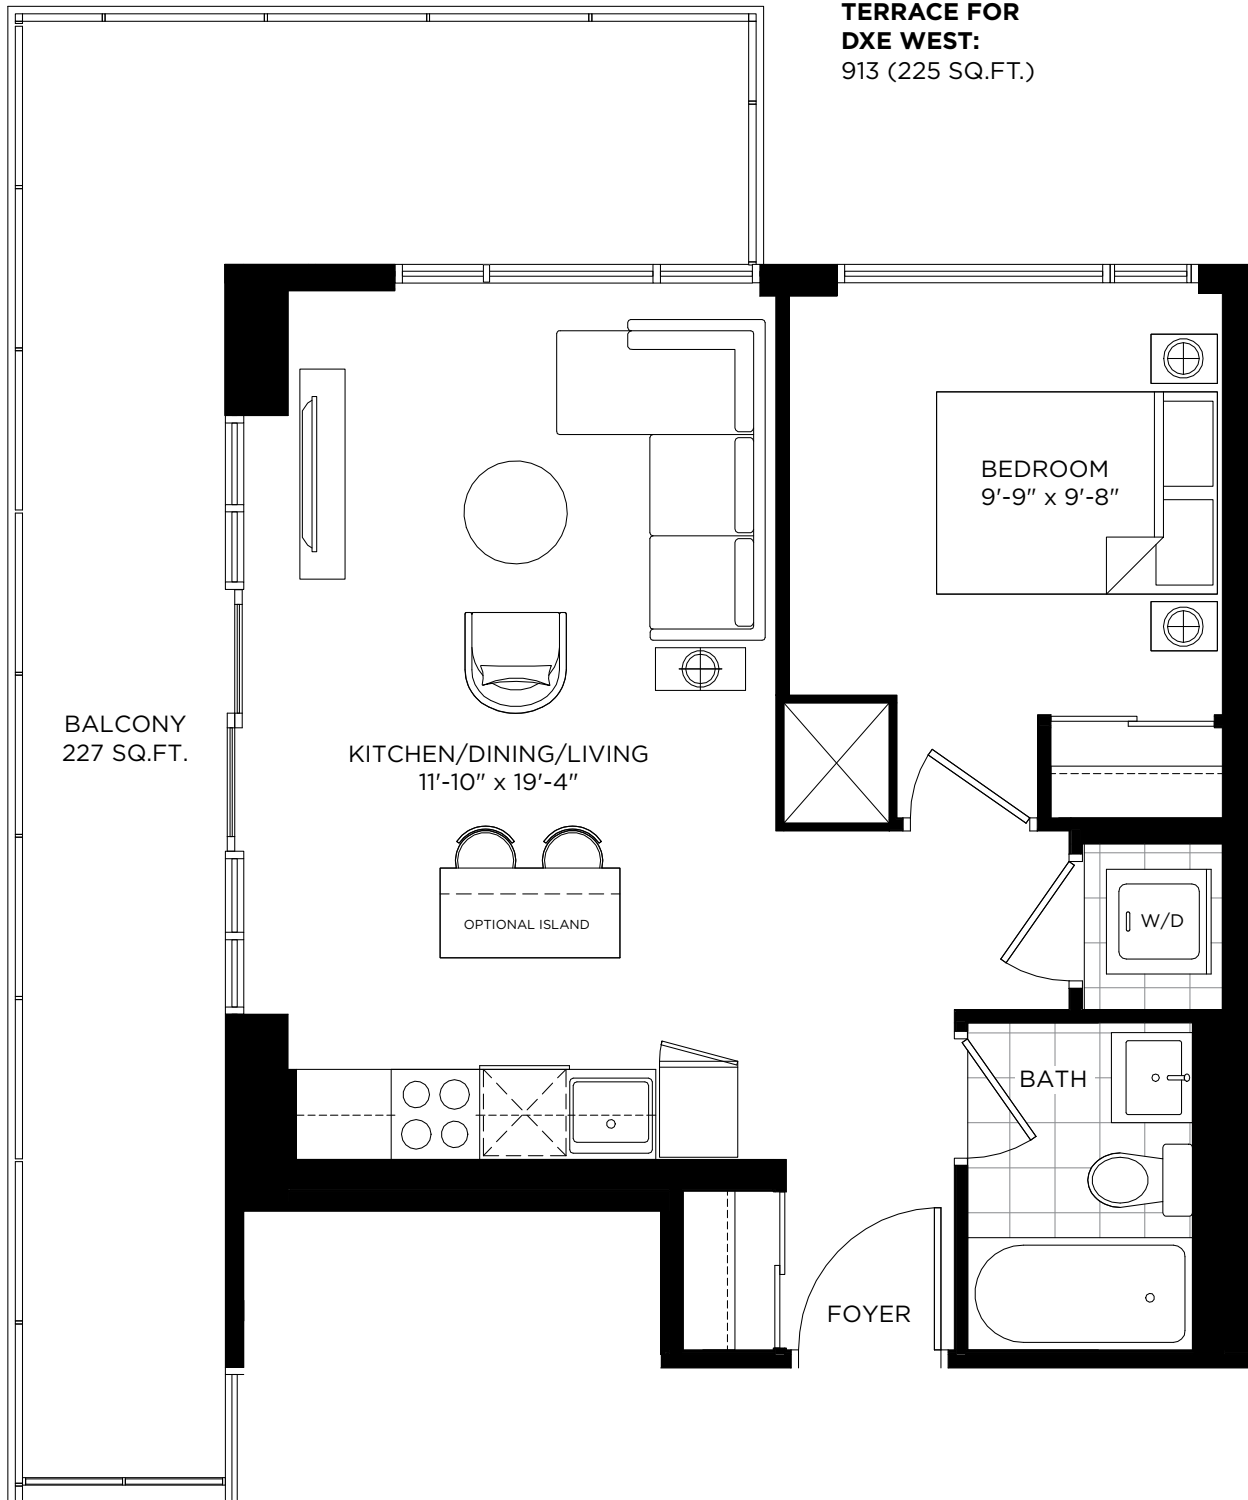 TERRACE FOR
DXE WEST:
913 (225 SQ.FT.)
BEDROOM
9'-9" x 9'-8"
BALCONY
227 SQ.FT.
KITCHEN/DINING/LIVING
11'-10" x 19'-4"
OPTIONAL ISLAND
W/D
BATH
FOYER